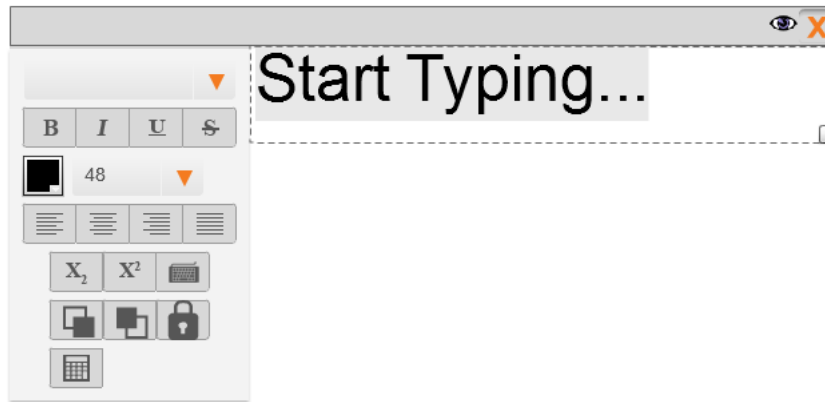 Start Typing...
B I U S
48
X₂ X²